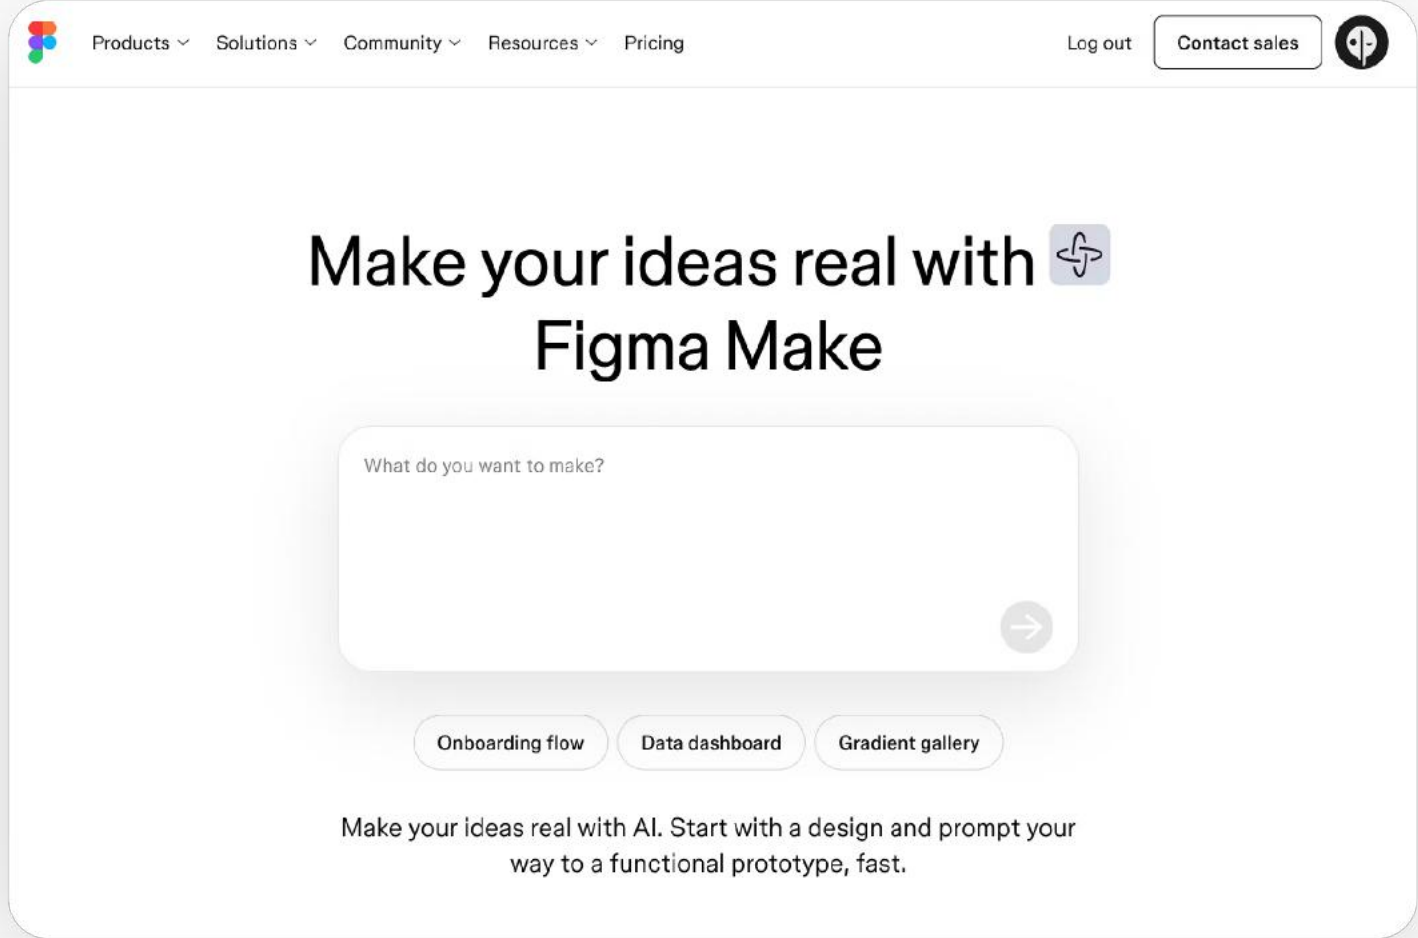 Products
Solutions
Community
Resources
Pricing
Log out
Contact sales
Make your ideas real with
Figma Make
What do you want to make?
Onboarding flow
Data dashboard
Gradient gallery
Make your ideas real with AI. Start with a design and prompt your
way to a functional prototype, fast.